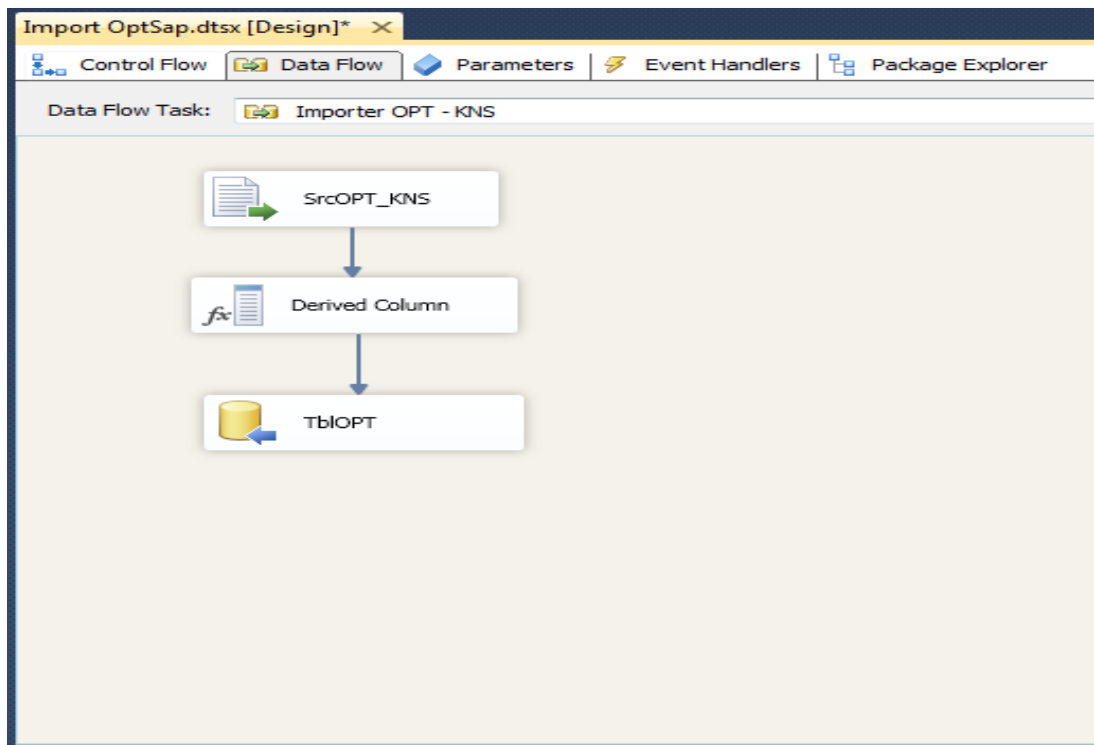 Import OptSap.dtsx [Design]* ✕
Control Flow Data Flow Parameters Event Handlers Package Explorer
Data Flow Task: Importer OPT - KNS
SrcOPT_KNS
fx Derived Column
TblOPT